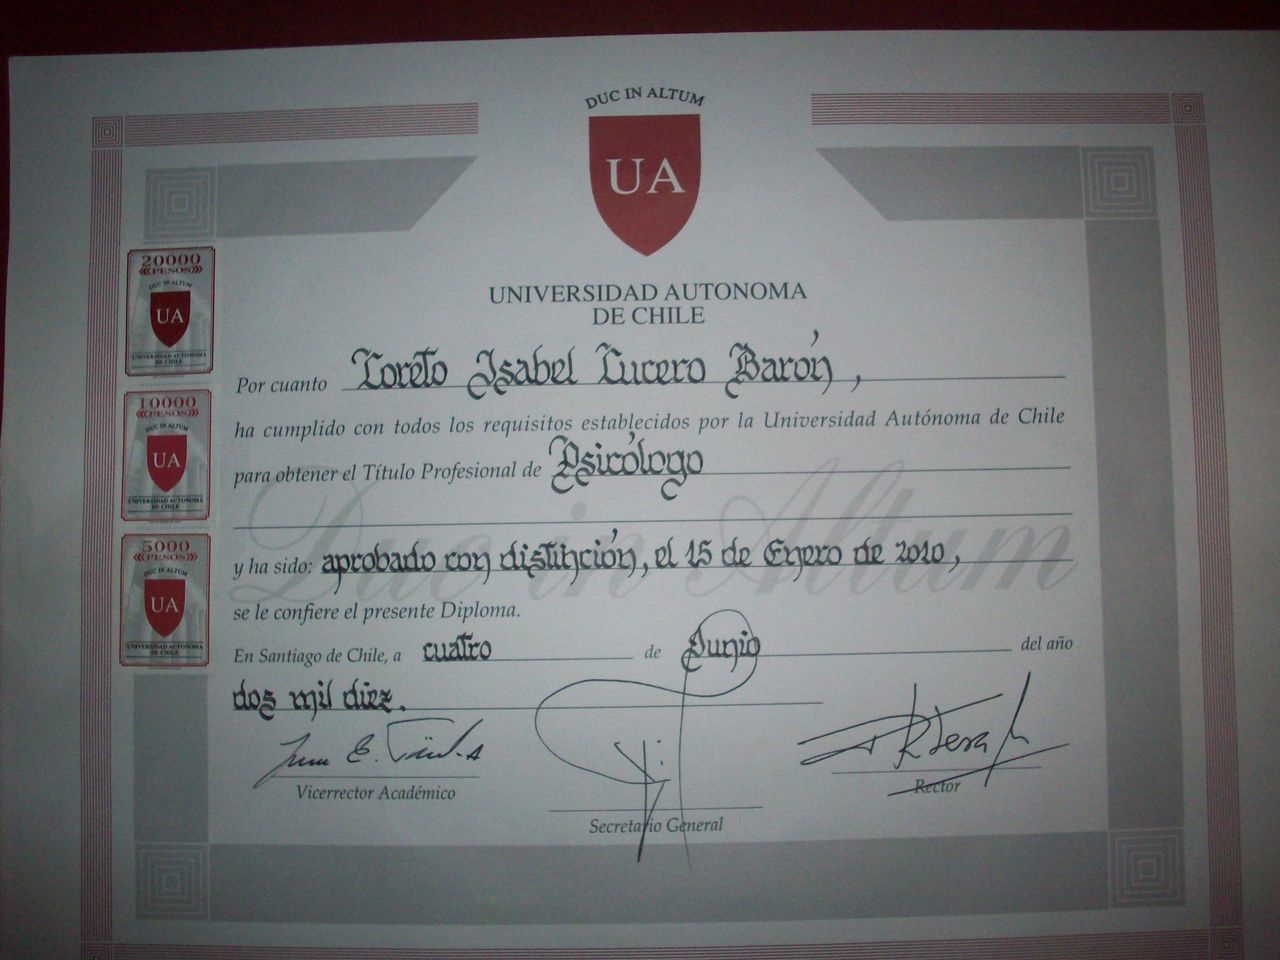 DUC IN ALTUM
UA
UNIVERSIDAD AUTONOMA
DE CHILE
Por cuanto Loreto Isabel Lucero Barón,
ha cumplido con todos los requisitos establecidos por la Universidad Autónoma de Chile
para obtener el Título Profesional de Psicólogo
y ha sido: aprobado con distinción, el 15 de Enero de 2010,
se le confiere el presente Diploma.
En Santiago de Chile, a cuatro de Junio del año
dos mil diez.
Vicerrector Académico
Secretario General
Rector
Duc in Altum
20000
PESOS
DUC IN ALTUM
UA
UNIVERSIDAD AUTONOMA
DE CHILE
10000
PESOS
DUC IN ALTUM
UA
UNIVERSIDAD AUTONOMA
DE CHILE
5000
PESOS
DUC IN ALTUM
UA
UNIVERSIDAD AUTONOMA
DE CHILE